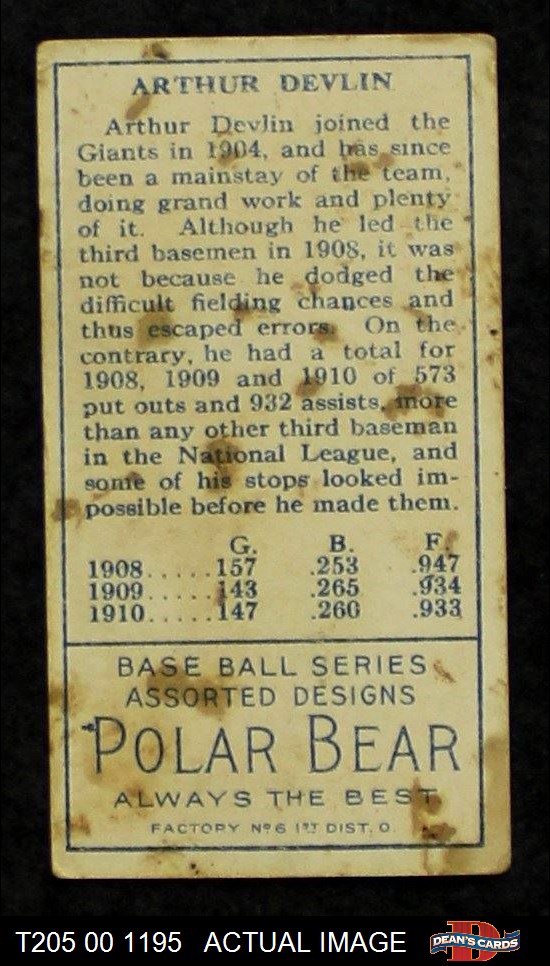 ARTHUR DEVLIN
Arthur Devlin joined the
Giants in 1904, and has since
been a mainstay of the team,
doing grand work and plenty
of it. Although he led the
third basemen in 1908, it was
not because he dodged the
difficult fielding chances and
thus escaped errors. On the
contrary, he had a total for
1908, 1909 and 1910 of 573
put outs and 932 assists, more
than any other third baseman
in the National League, and
some of his stops looked im-
possible before he made them.
G. B. F.
1908.....157 .253 .947
1909.....143 .265 .934
1910.....147 .260 .933
BASE BALL SERIES
ASSORTED DESIGNS
POLAR BEAR
ALWAYS THE BEST
FACTORY Nº 6 1ST DIST. O.
T205 00 1195 ACTUAL IMAGE
D
DEAN'S CARDS